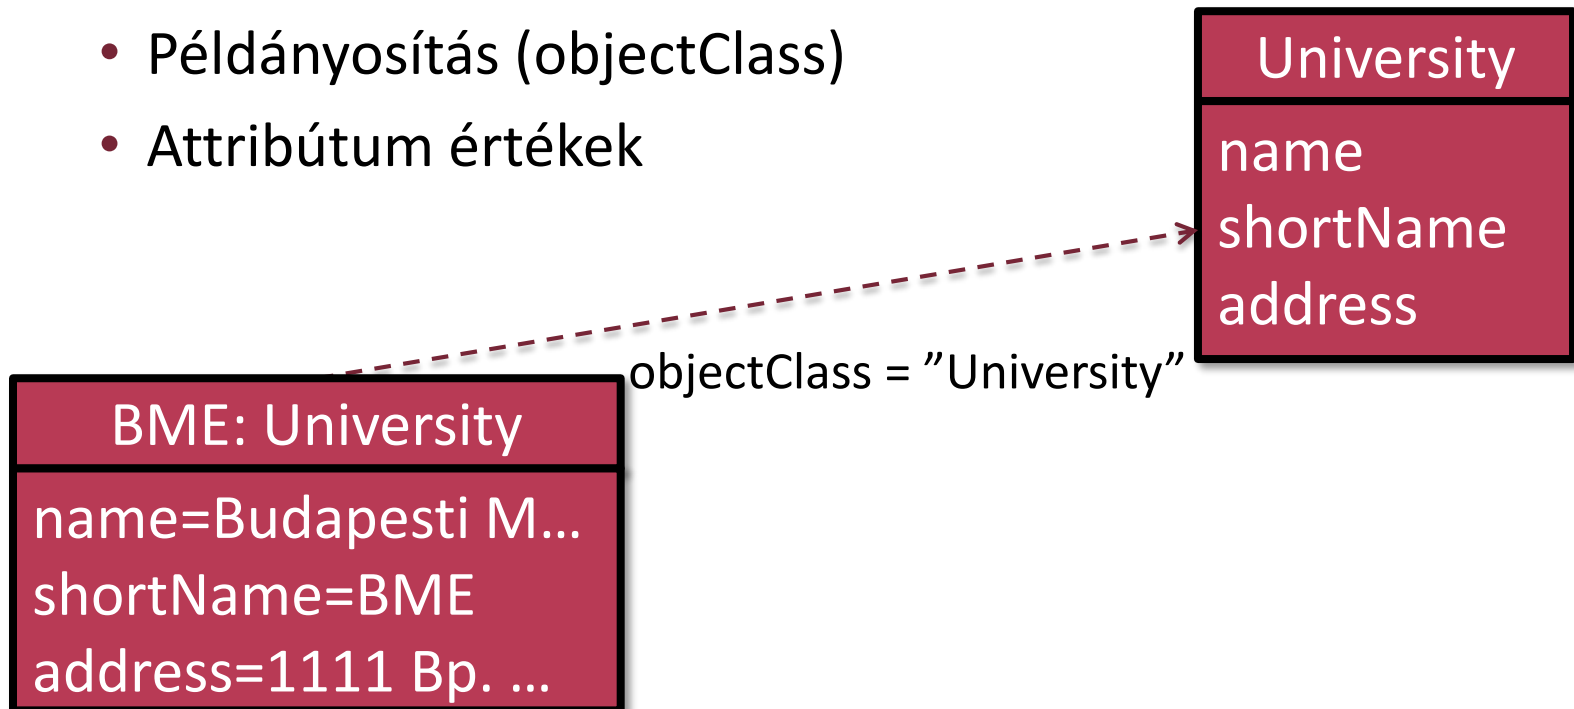 • Példányosítás (objectClass)
• Attribútum értékek
University
name
shortName
address
objectClass = ”University”
BME: University
name=Budapesti M...
shortName=BME
address=1111 Bp. ...